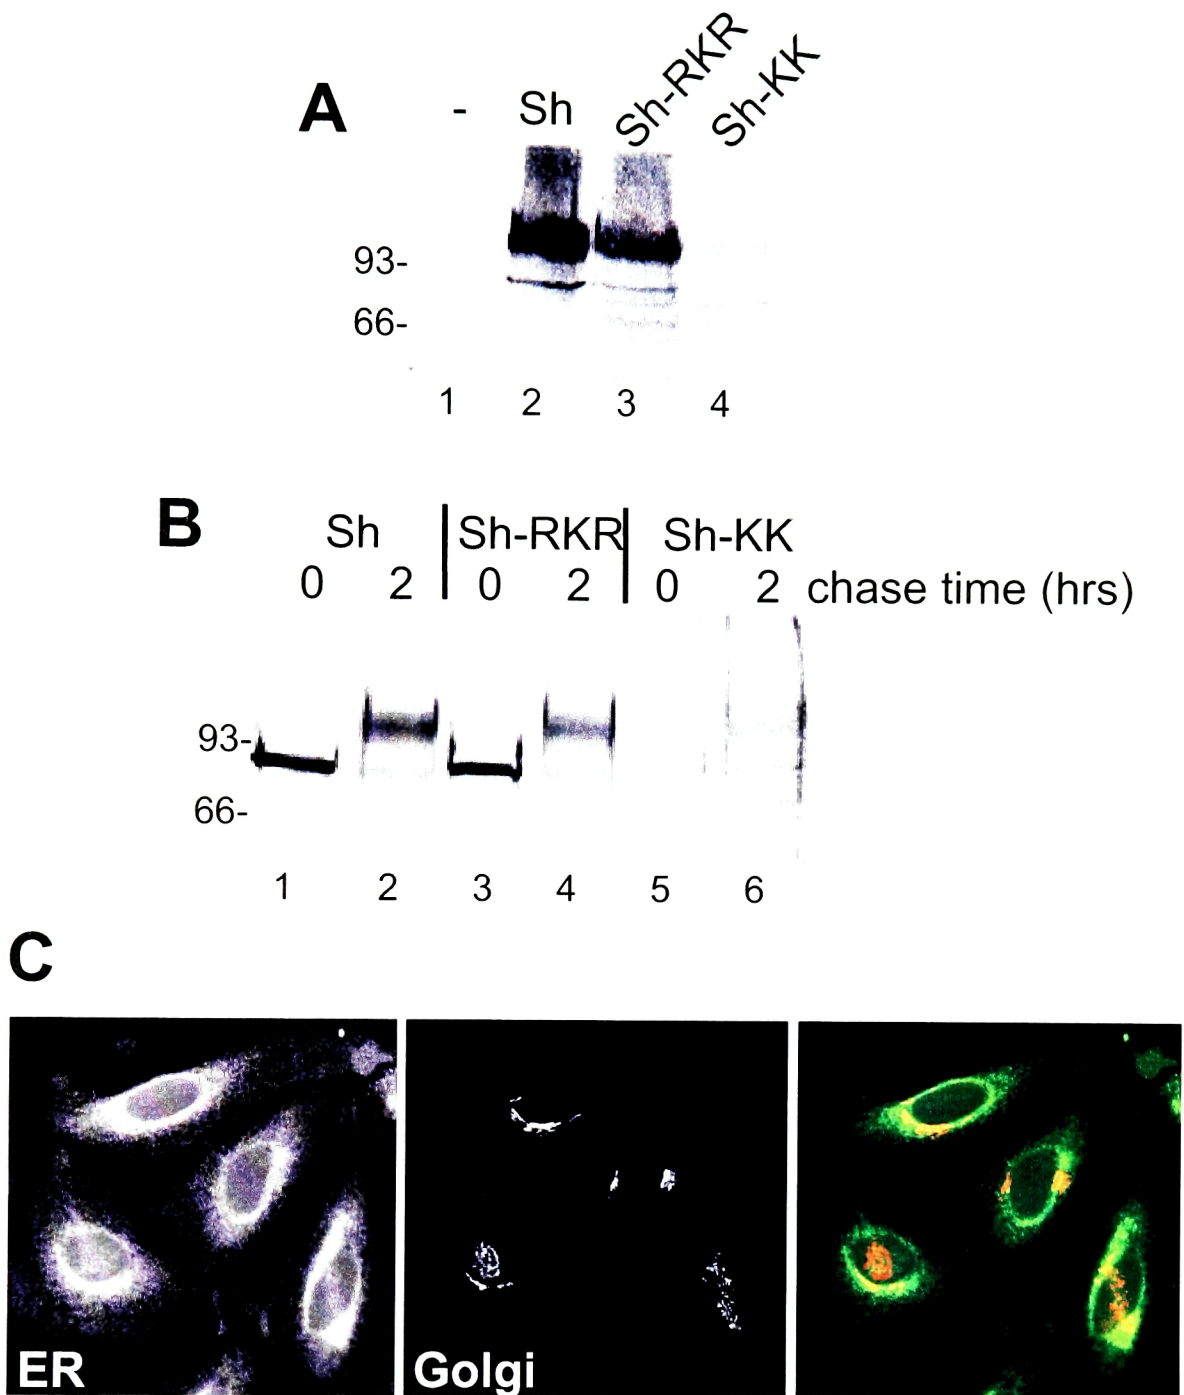 A - Sh Sh-RKR Sh-KK
93-
66-
1 2 3 4
B Sh Sh-RKR Sh-KK
0 2 0 2 0 2 chase time (hrs)
93-
66-
1 2 3 4 5 6
C
ER Golgi